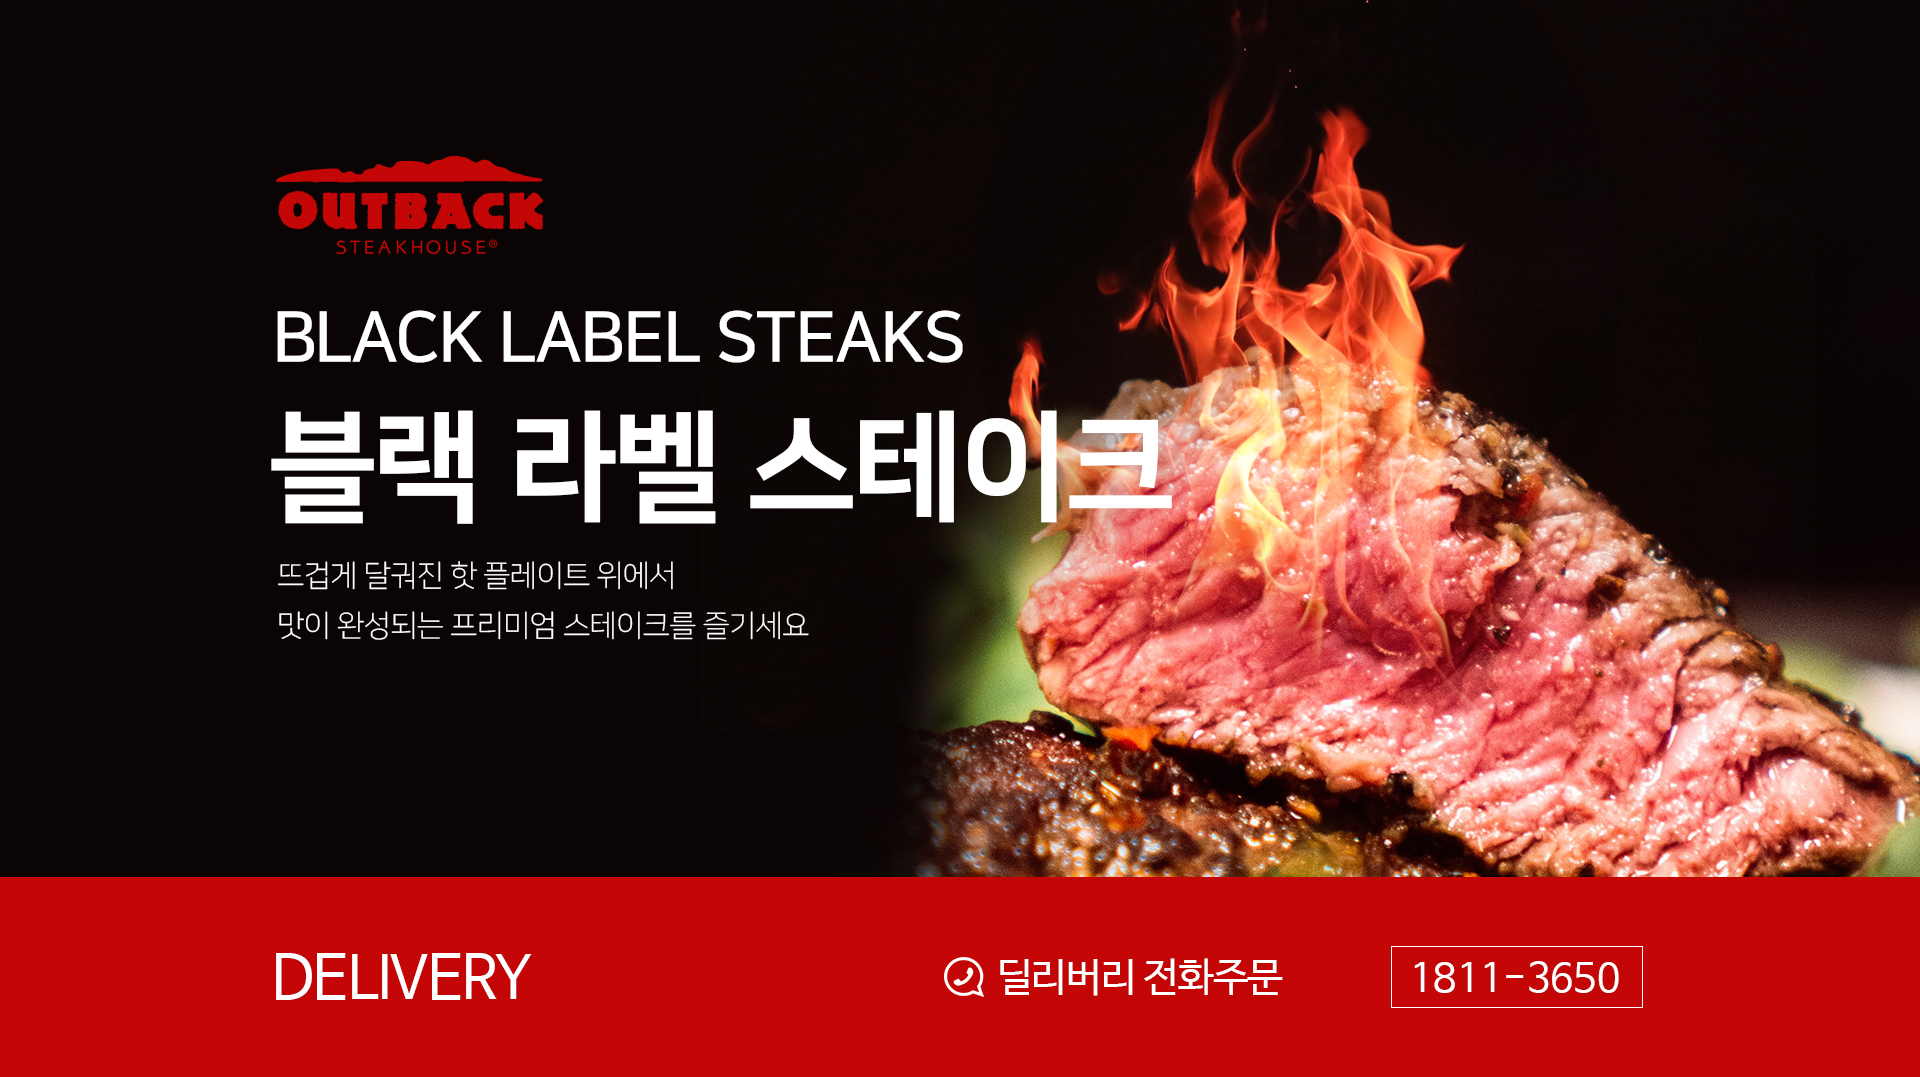 OUTBACK
STEAKHOUSE®
BLACK LABEL STEAKS
블랙 라벨 스테이크
뜨겁게 달궈진 핫 플레이트 위에서
맛이 완성되는 프리미엄 스테이크를 즐기세요
DELIVERY
딜리버리 전화주문
1811-3650